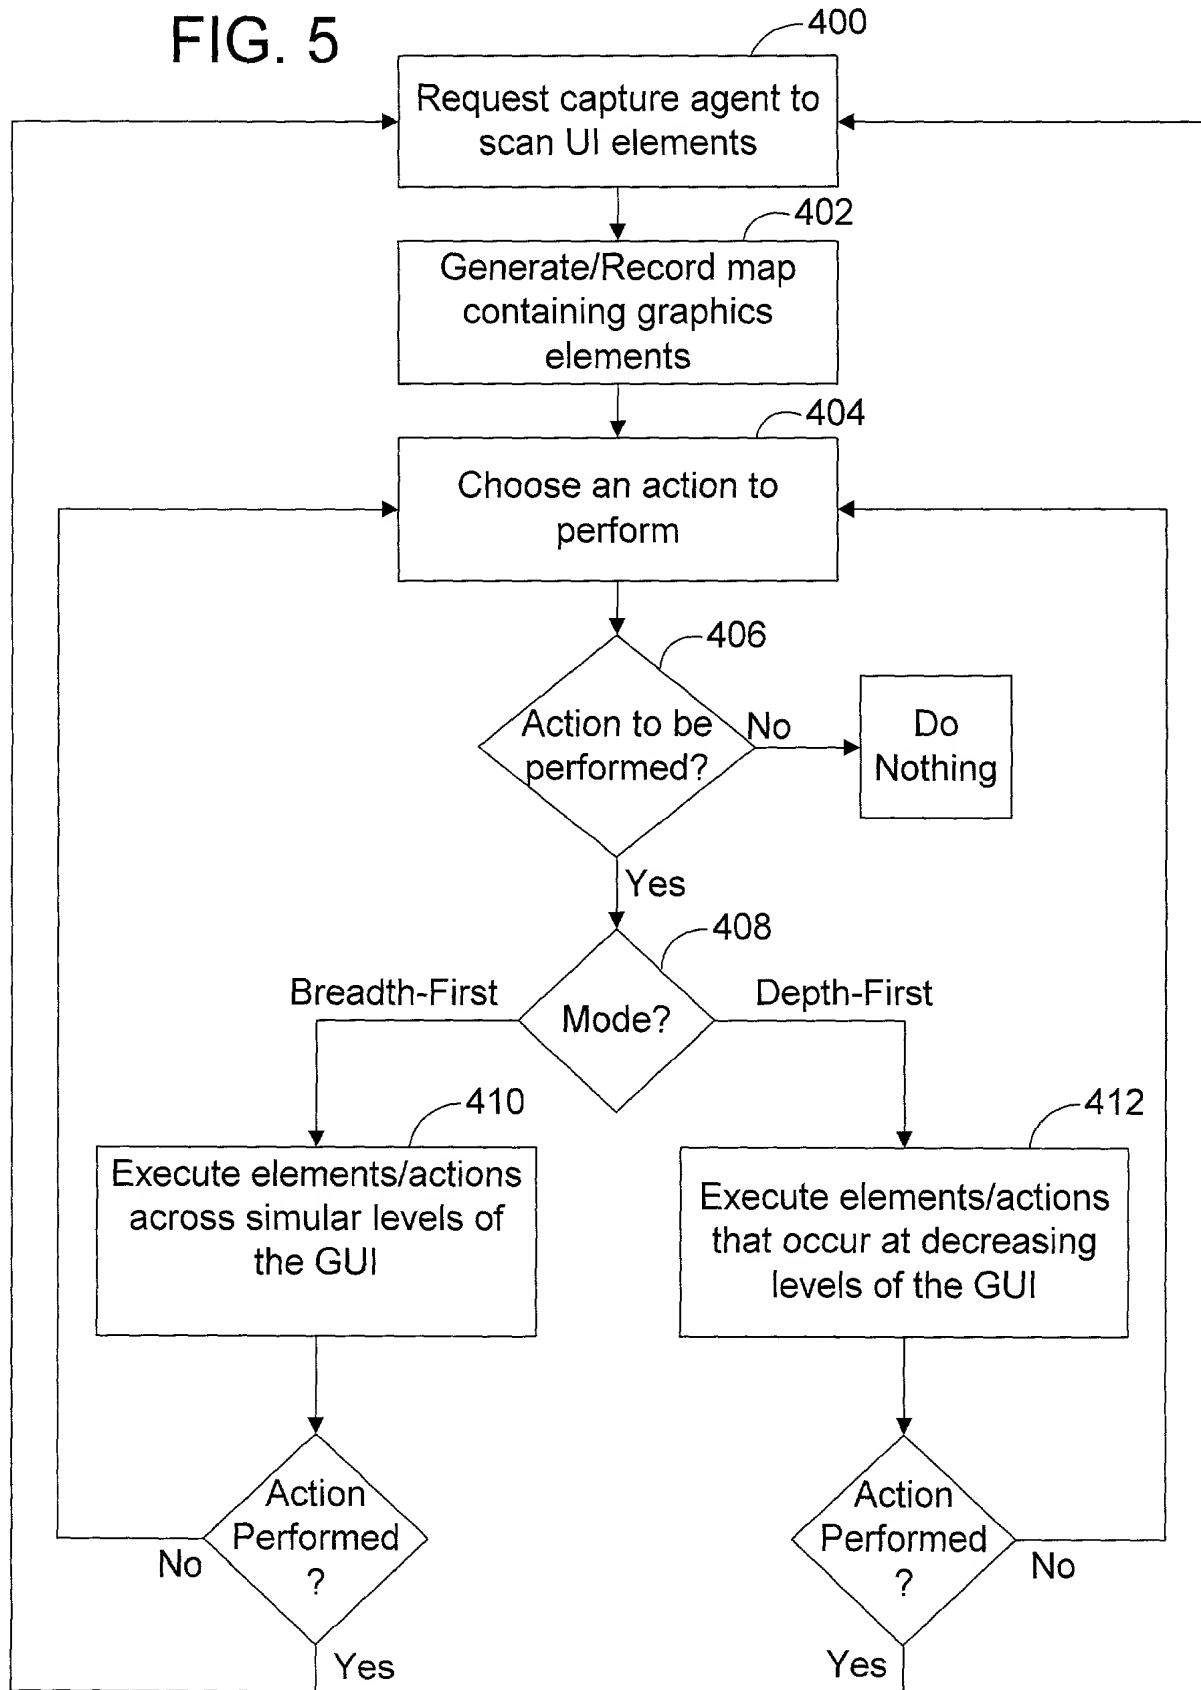 FIG. 5
400
Request capture agent to
scan UI elements
402
Generate/Record map
containing graphics
elements
404
Choose an action to
perform
406
Action to be
performed?
No
Do
Nothing
Yes
408
Breadth-First
Mode?
Depth-First
410
Execute elements/actions
across simular levels of
the GUI
412
Execute elements/actions
that occur at decreasing
levels of the GUI
Action
Performed
?
No
Yes
Action
Performed
?
No
Yes